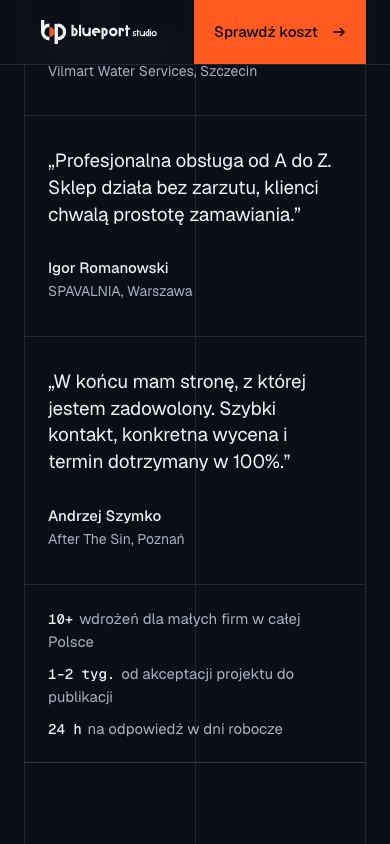 blueport studio
Sprawdź koszt →
Vilmart Water Services, Szczecin
„Profesjonalna obsługa od A do Z.
Sklep działa bez zarzutu, klienci
chwalą prostotę zamawiania.”
Igor Romanowski
SPAVALNIA, Warszawa
„W końcu mam stronę, z której
jestem zadowolony. Szybki
kontakt, konkretna wycena i
termin dotrzymany w 100%.”
Andrzej Szymko
After The Sin, Poznań
10+ wdrożeń dla małych firm w całej
Polsce
1–2 tyg. od akceptacji projektu do
publikacji
24 h na odpowiedź w dni robocze